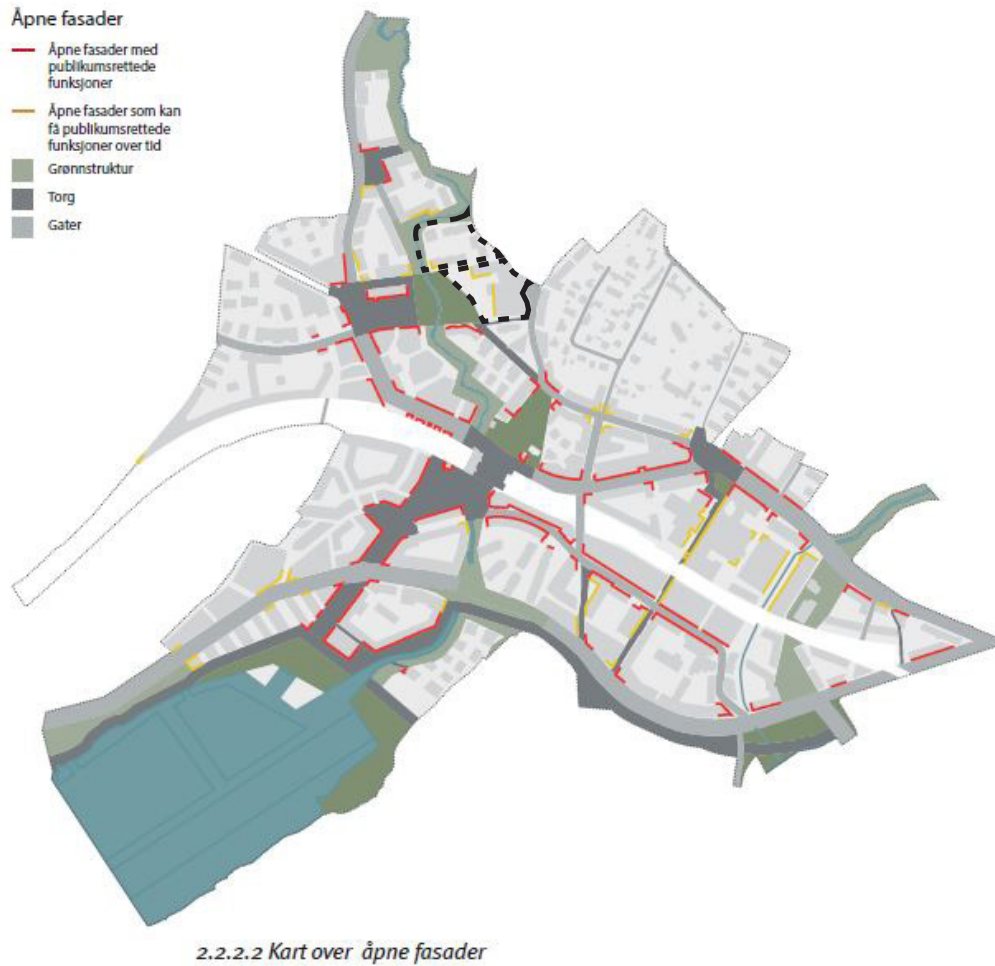 Åpne fasader
Åpne fasader med
publikumsrettede
funksjoner
Åpne fasader som kan
få publikumsrettede
funksjoner over tid
Grønnstruktur
Torg
Gater
2.2.2.2 Kart over åpne fasader